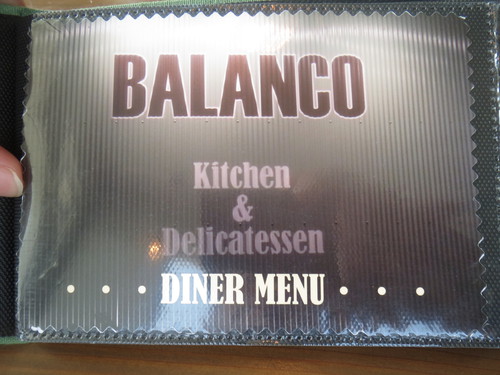 BALANCO
Kitchen
&
Delicatessen
• • • DINER MENU • • •